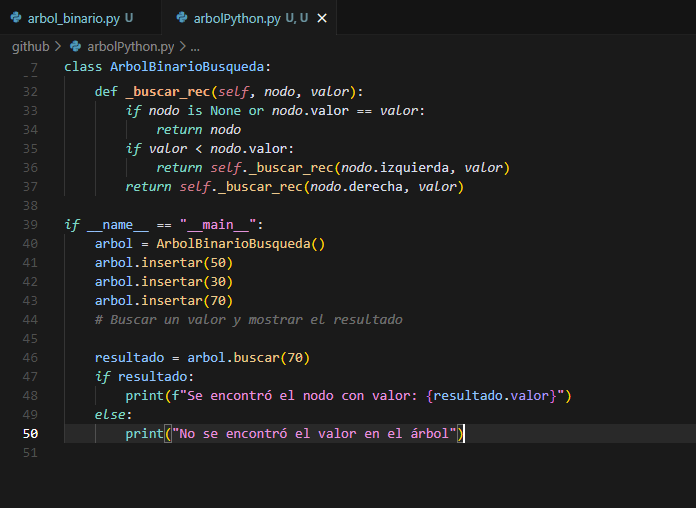 arbol_binario.py U arbolPython.py U, U ×
github > arbolPython.py > ...
7 class ArbolBinarioBusqueda:
32     def _buscar_rec(self, nodo, valor):
33         if nodo is None or nodo.valor == valor:
34             return nodo
35         if valor < nodo.valor:
36             return self._buscar_rec(nodo.izquierda, valor)
37         return self._buscar_rec(nodo.derecha, valor)
38
39 if __name__ == "__main__":
40     arbol = ArbolBinarioBusqueda()
41     arbol.insertar(50)
42     arbol.insertar(30)
43     arbol.insertar(70)
44     # Buscar un valor y mostrar el resultado
45
46     resultado = arbol.buscar(70)
47     if resultado:
48         print(f"Se encontró el nodo con valor: {resultado.valor}")
49     else:
50         print("No se encontró el valor en el árbol")
51